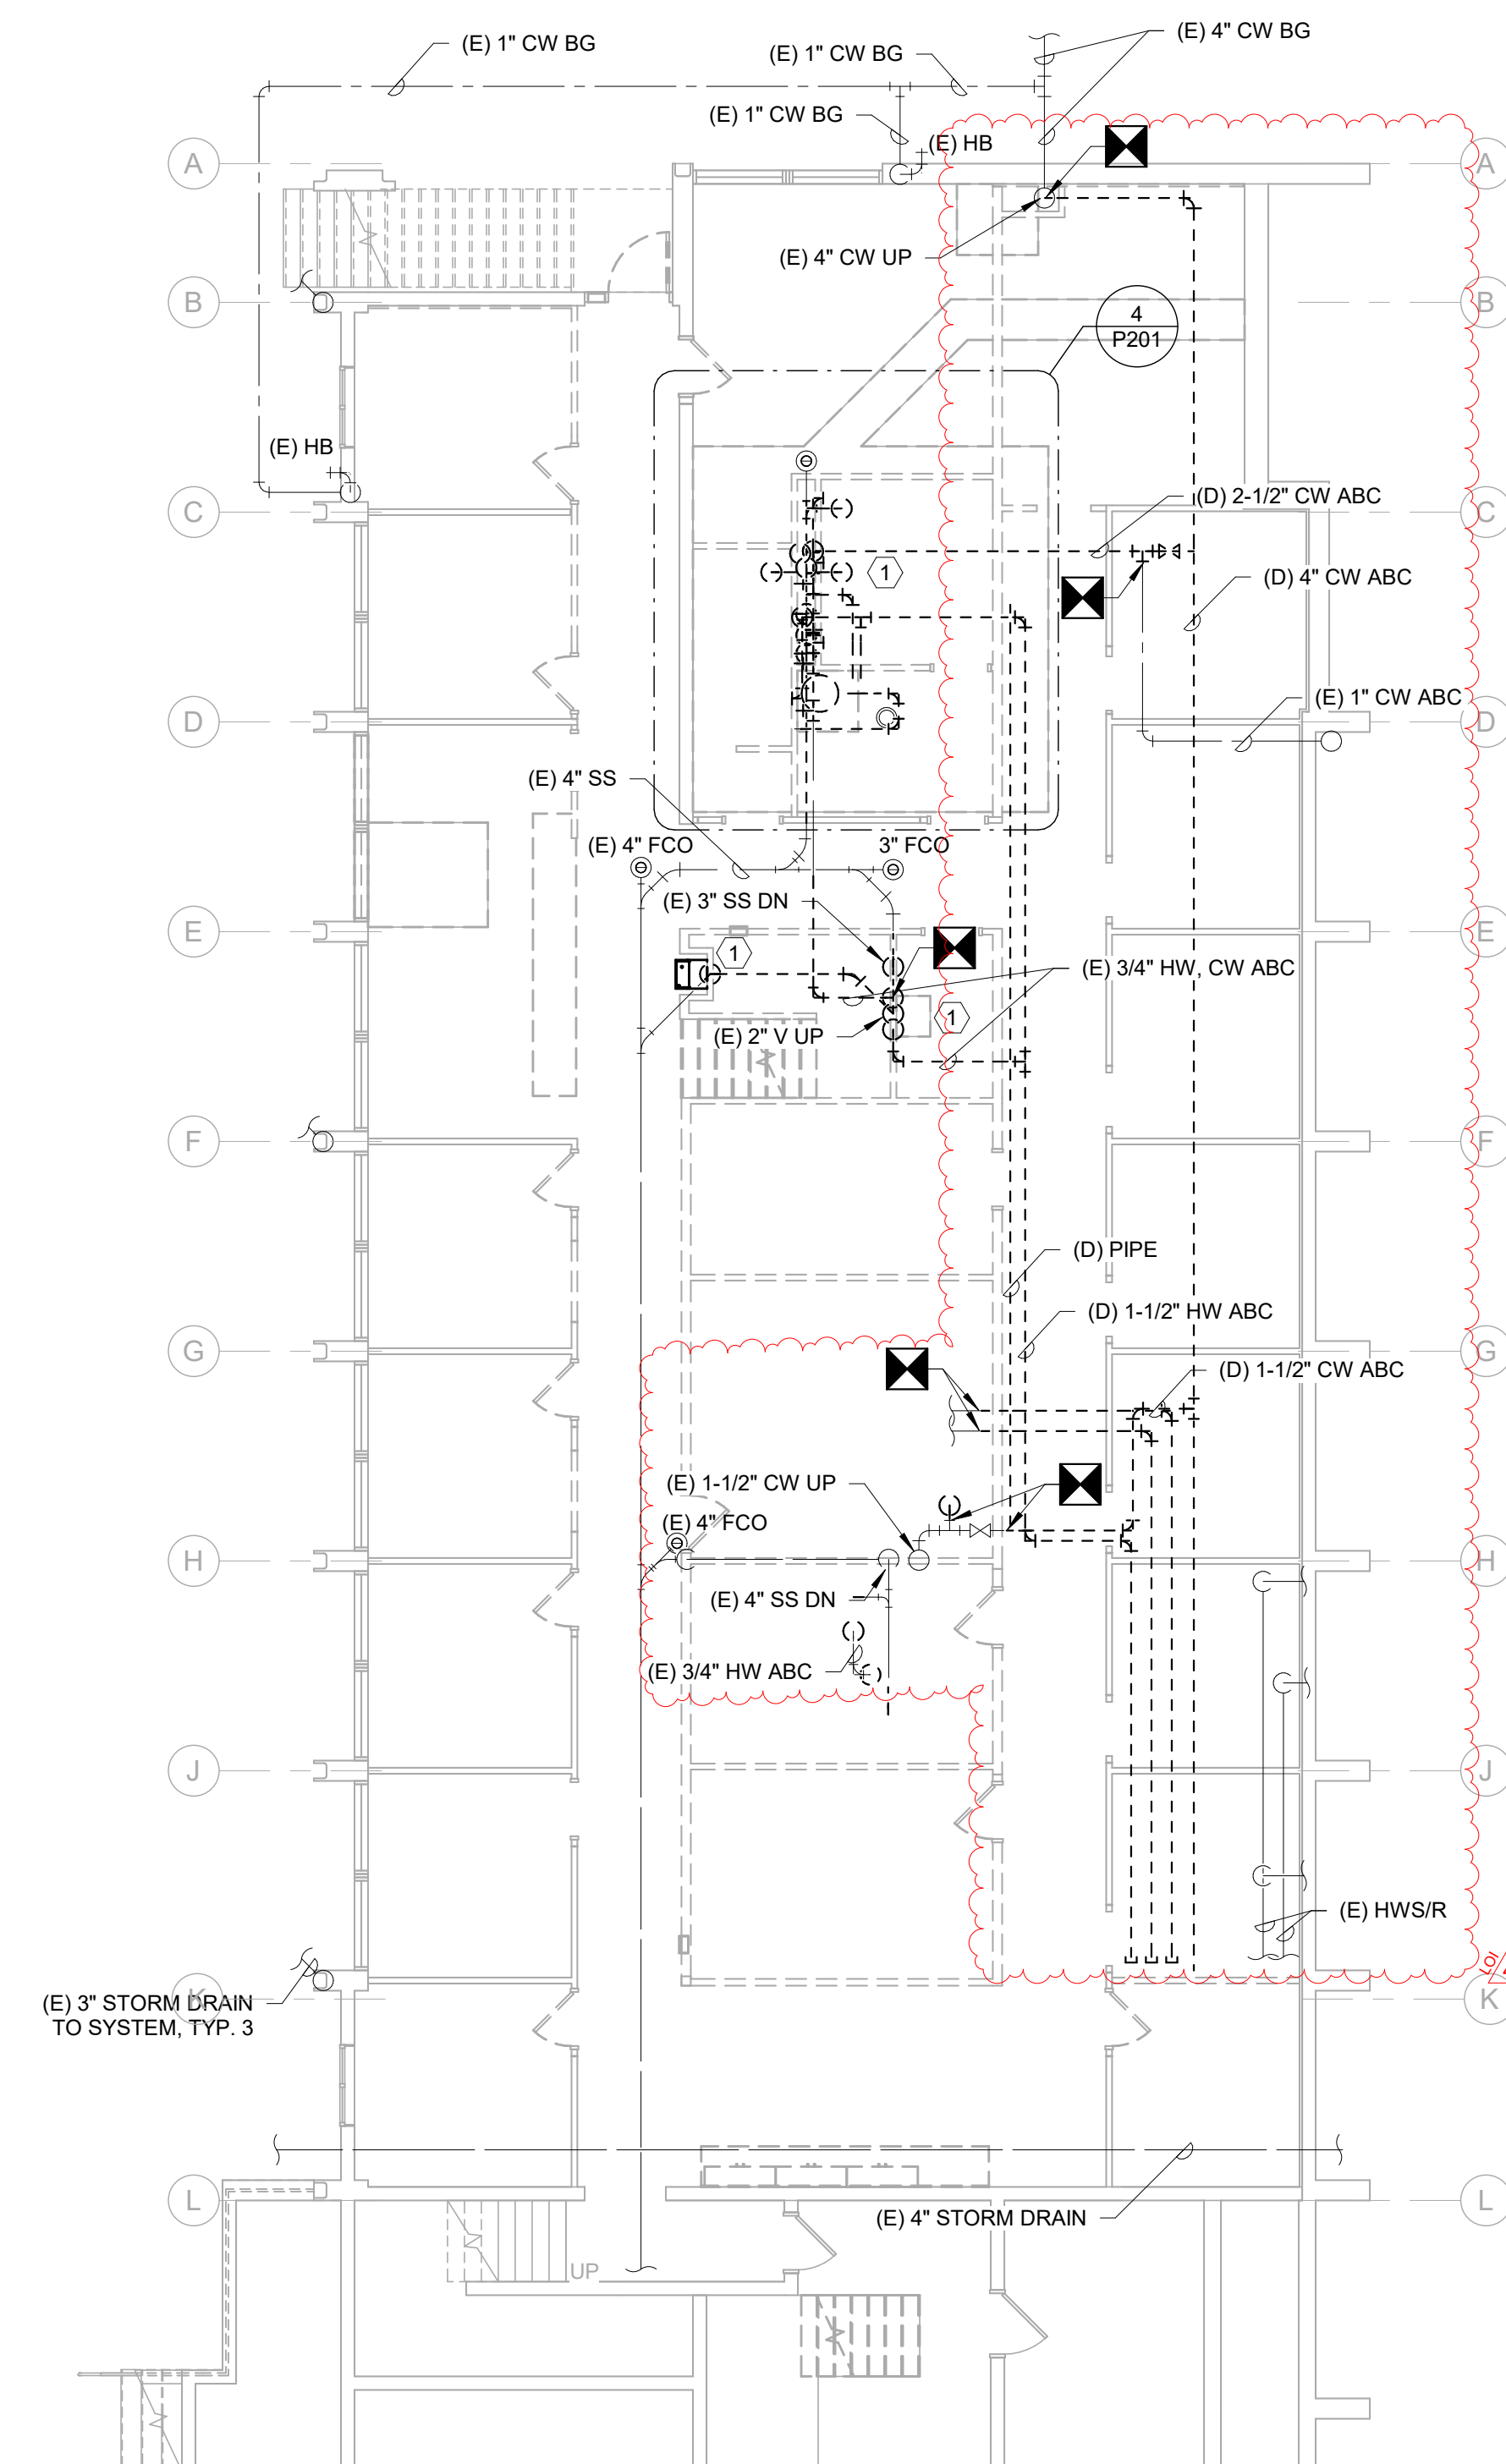 (E) 1" CW BG
(E) 1" CW BG
(E) 4" CW BG
(E) 1" CW BG
(E) HB
A
A
(E) 4" CW UP
B
B
4
P201
(E) HB
C
C
(D) 2-1/2" CW ABC
1
(D) 4" CW ABC
(E) 1" CW ABC
D
D
(E) 4" SS
(E) 4" FCO
3" FCO
(E) 3" SS DN
E
E
1
(E) 3/4" HW, CW ABC
1
(E) 2" V UP
F
F
(D) PIPE
(D) 1-1/2" HW ABC
G
G
(D) 1-1/2" CW ABC
(E) 1-1/2" CW UP
(E) 4" FCO
H
H
(E) 4" SS DN
(E) 3/4" HW ABC
J
J
(E) HWS/R
LOI
K
K
(E) 3" STORM DRAIN
TO SYSTEM, TYP. 3
L
L
(E) 4" STORM DRAIN
UP